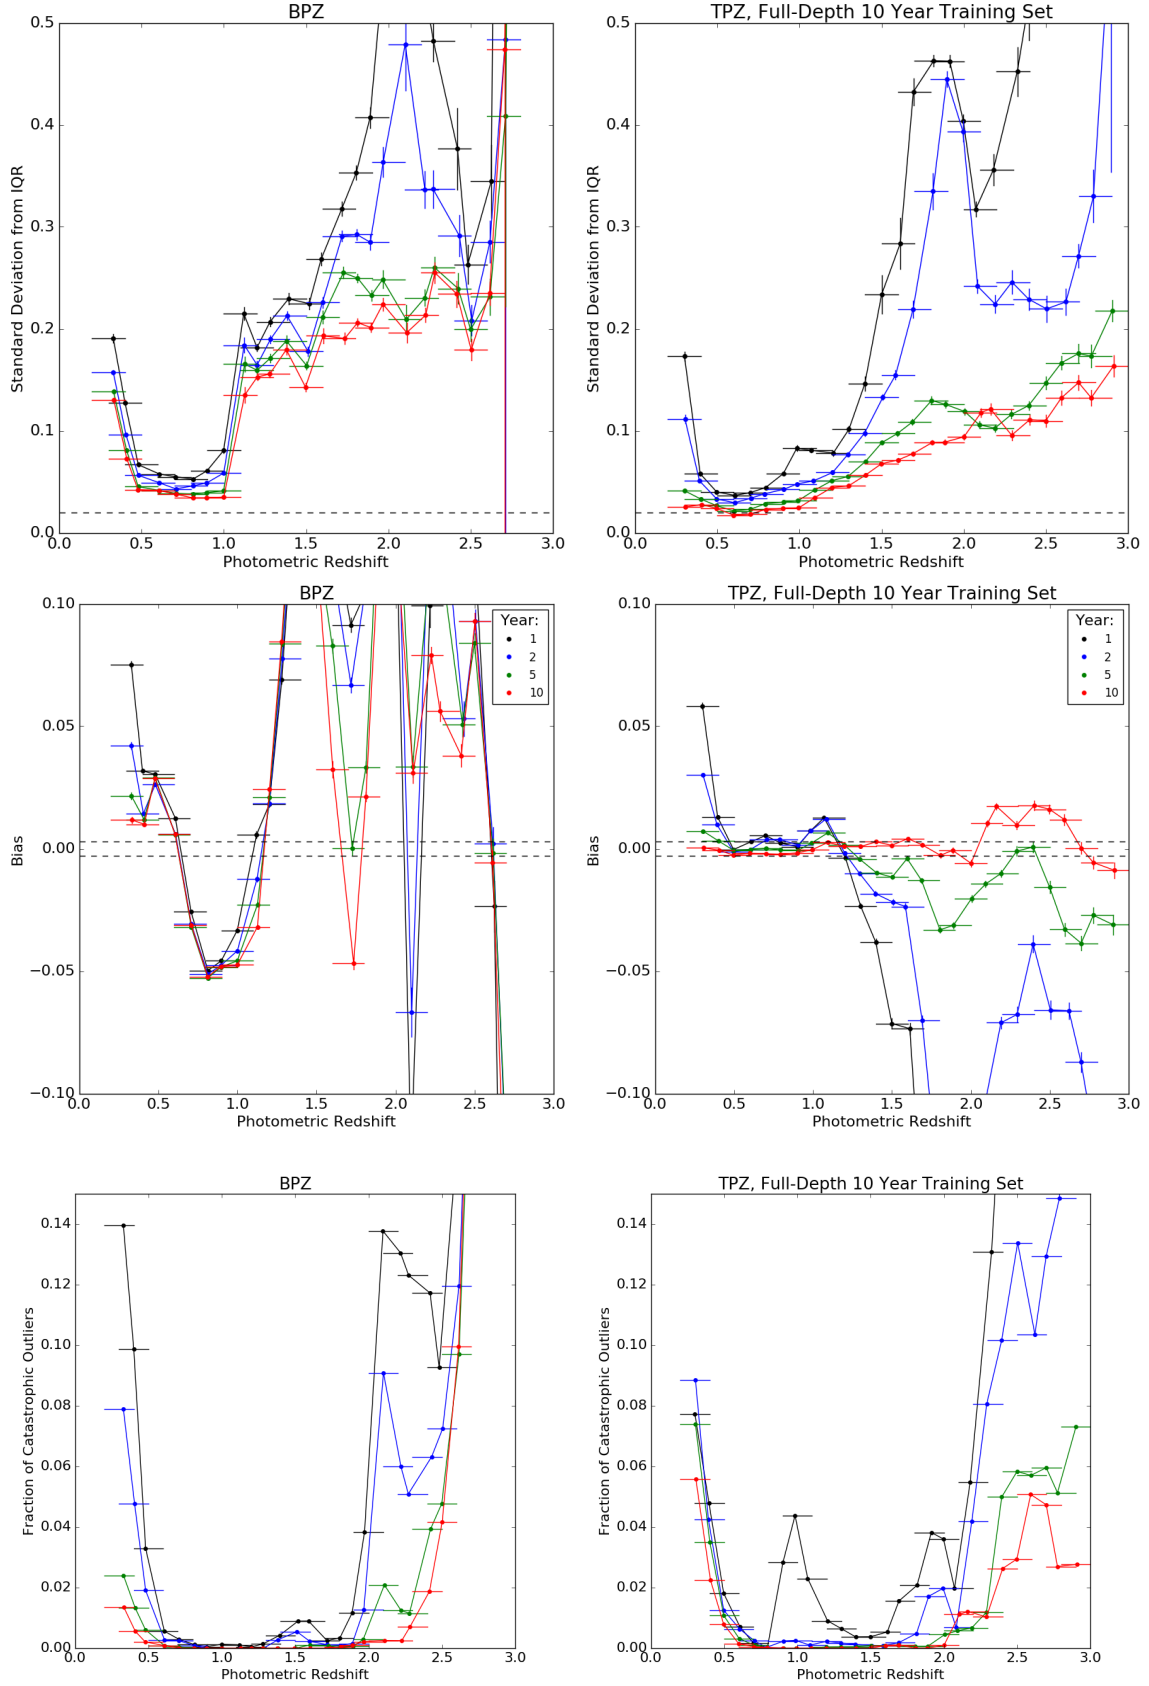 BPZ
0.5
0.4
0.3
0.2
0.1
0.0
Standard Deviation from IQR
0.0 0.5 1.0 1.5 2.0 2.5 3.0
Photometric Redshift
TPZ, Full-Depth 10 Year Training Set
0.5
0.4
0.3
0.2
0.1
0.0
Standard Deviation from IQR
0.0 0.5 1.0 1.5 2.0 2.5 3.0
Photometric Redshift
BPZ
0.10
0.05
0.00
−0.05
−0.10
Bias
Year:
1
2
5
10
0.0 0.5 1.0 1.5 2.0 2.5 3.0
Photometric Redshift
TPZ, Full-Depth 10 Year Training Set
0.10
0.05
0.00
−0.05
−0.10
Bias
Year:
1
2
5
10
0.0 0.5 1.0 1.5 2.0 2.5 3.0
Photometric Redshift
BPZ
0.14
0.12
0.10
0.08
0.06
0.04
0.02
0.00
Fraction of Catastrophic Outliers
0.0 0.5 1.0 1.5 2.0 2.5 3.0
Photometric Redshift
TPZ, Full-Depth 10 Year Training Set
0.14
0.12
0.10
0.08
0.06
0.04
0.02
0.00
Fraction of Catastrophic Outliers
0.0 0.5 1.0 1.5 2.0 2.5 3.0
Photometric Redshift